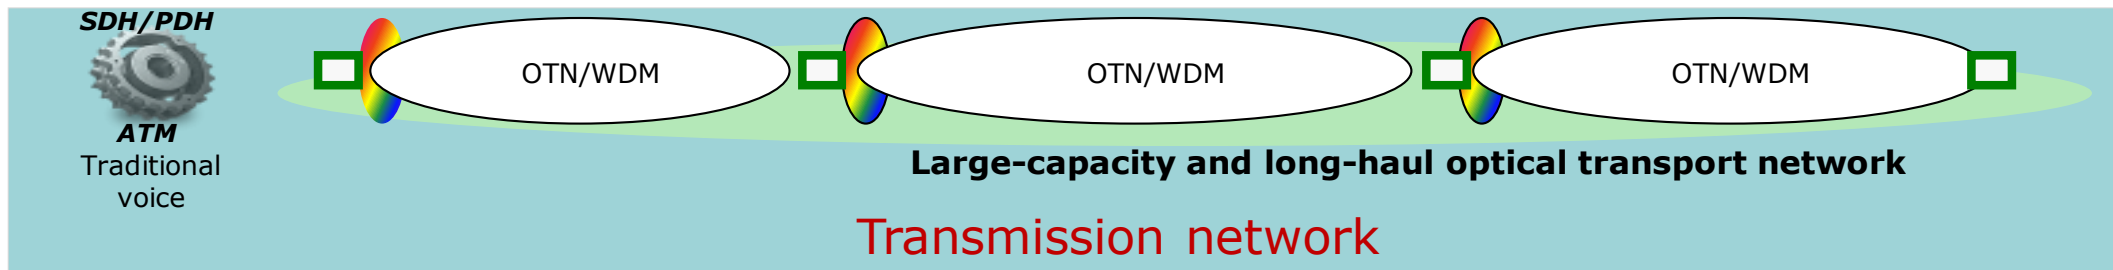 SDH/PDH
ATM
Traditional
voice
OTN/WDM
OTN/WDM
OTN/WDM
Large-capacity and long-haul optical transport network
Transmission network